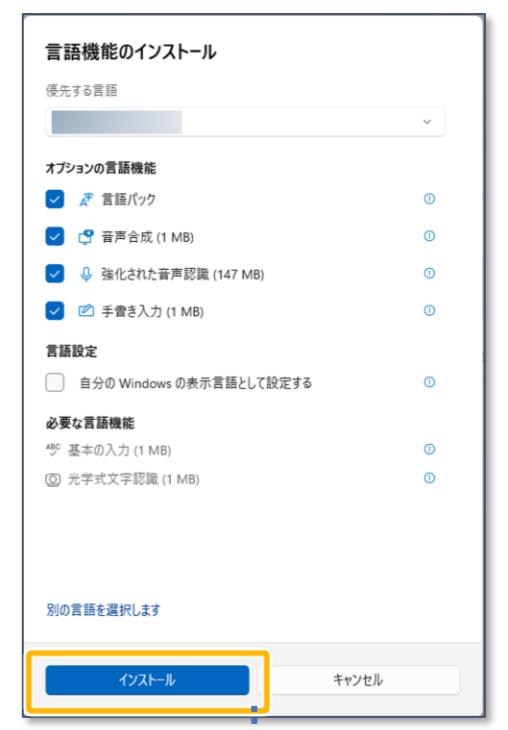 言語機能のインストール
優先する言語
オプションの言語機能
言語パック
音声合成 (1 MB)
強化された音声認識 (147 MB)
手書き入力 (1 MB)
言語設定
自分の Windows の表示言語として設定する
必要な言語機能
ABC 基本の入力 (1 MB)
光学式文字認識 (1 MB)
別の言語を選択します
インストール キャンセル